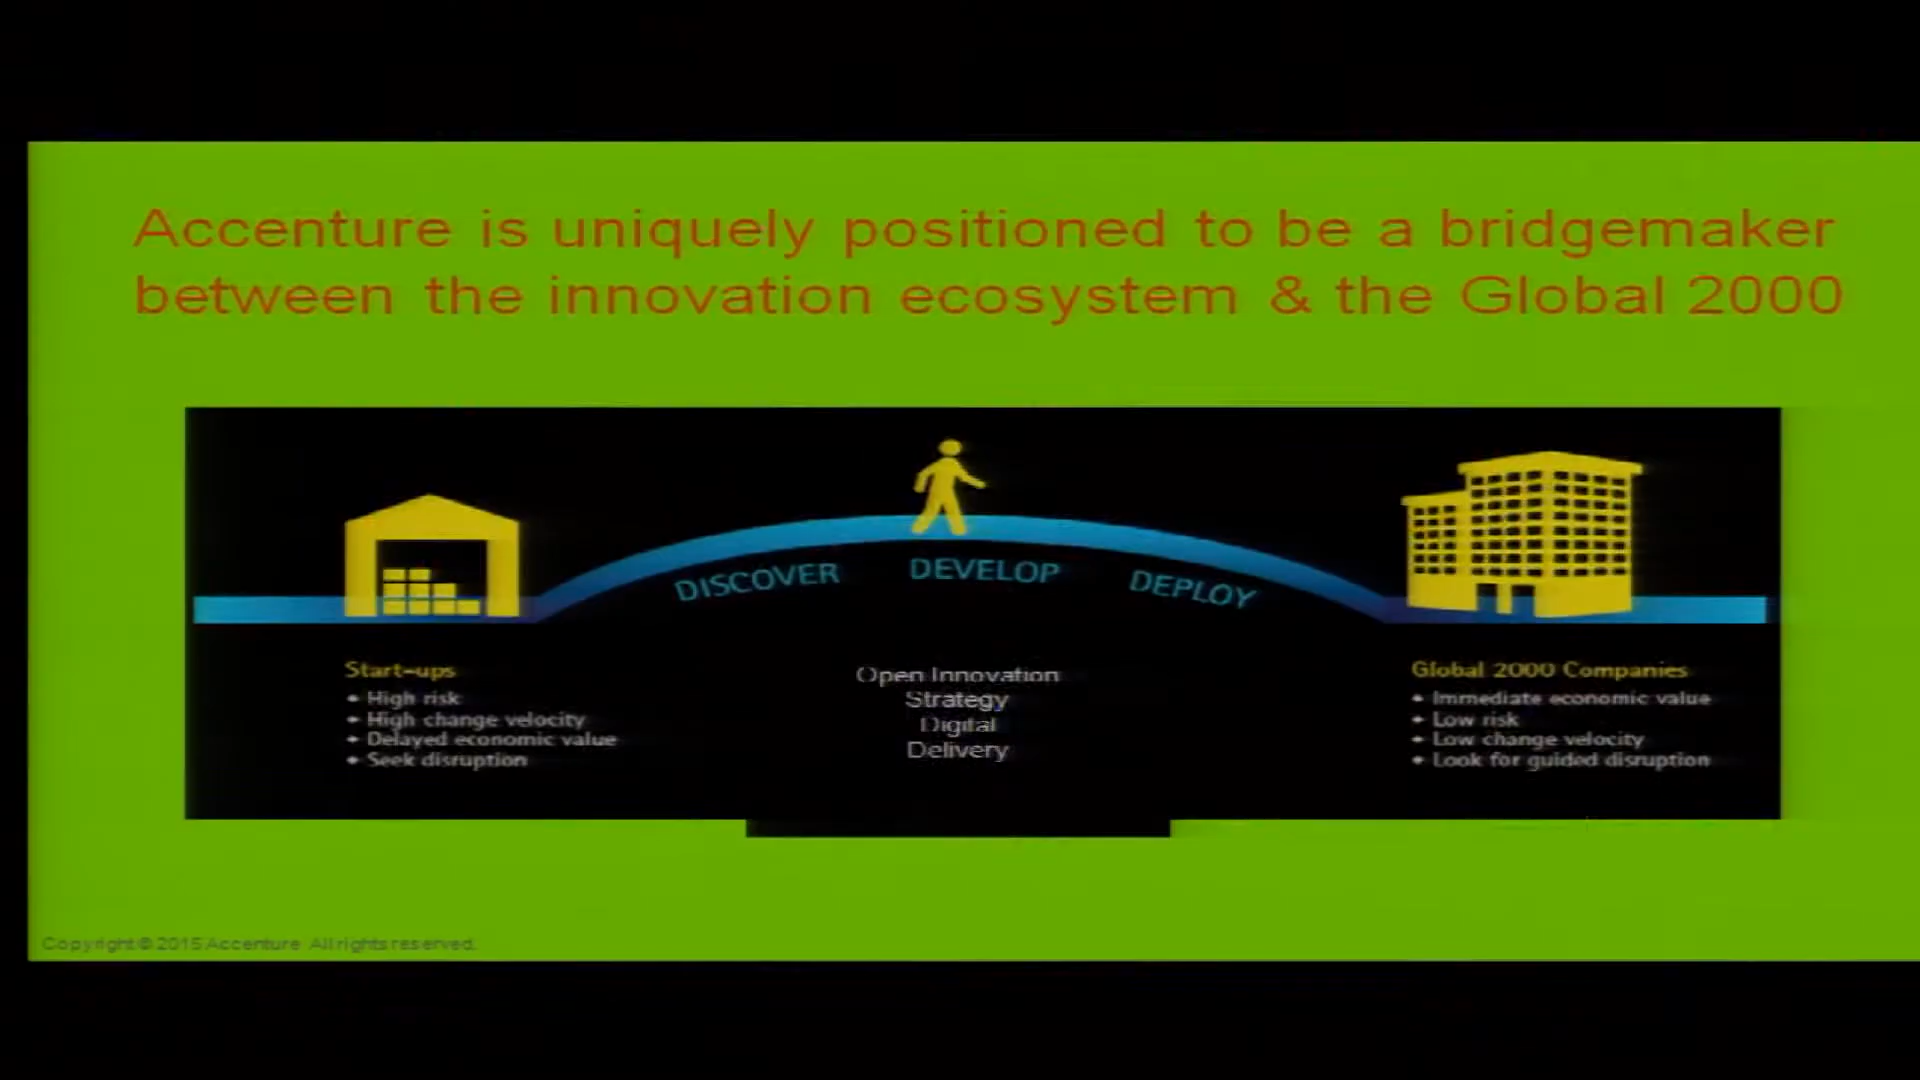 Accenture is uniquely positioned to be a bridgemaker
between the innovation ecosystem & the Global 2000
DISCOVER DEVELOP DEPLOY
Start-ups
• High risk
• High change velocity
• Delayed economic value
• Seek disruption
Open Innovation
Strategy
Digital
Delivery
Global 2000 Companies
• Immediate economic value
• Low risk
• Low change velocity
• Look for guided disruption
Copyright © 2015 Accenture All rights reserved.